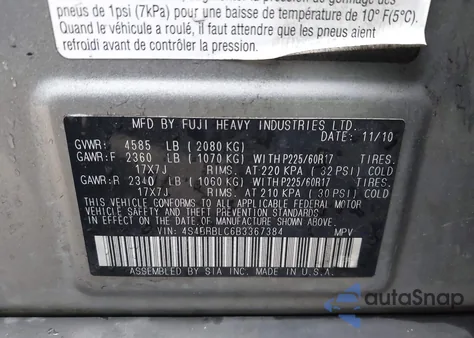 pneus de 1psi (7kPa) pour une baisse de température de 10° F(5°C).
Quand le véhicule a roulé, il faut attendre que les pneus aient
refroidi avant de contrôler la pression.
MFD BY FUJI HEAVY INDUSTRIES LTD.
DATE: 11/10
GVWR: 4585 LB (2080 KG)
GAWR:F 2360 LB (1070 KG) WITH P225/60R17 TIRES.
17X7J RIMS. AT 220 KPA ( 32 PSI) COLD
GAWR:R 2340 LB (1060 KG) WITH P225/60R17 TIRES.
17X7J RIMS. AT 210 KPA ( 30 PSI) COLD
THIS VEHICLE CONFORMS TO ALL APPLICABLE FEDERAL MOTOR
VEHICLE SAFETY AND THEFT PREVENTION STANDARDS
IN EFFECT ON THE DATE OF MANUFACTURE SHOWN ABOVE.
VIN: 4S4BRBLC6B3367384 MPV
ASSEMBLED BY SIA INC. MADE IN U.S.A.
autoSnap